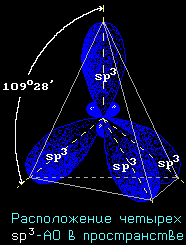 sp³
109°28′
sp³
sp³
sp³
Расположение четырех
sp³-АО в пространстве